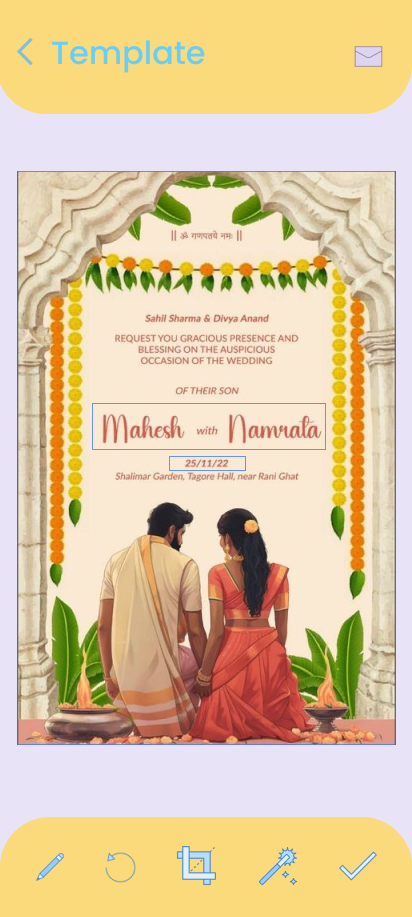 Template
|| ॐ गणपतये नमः ||
Sahil Sharma & Divya Anand
REQUEST YOU GRACIOUS PRESENCE AND
BLESSING ON THE AUSPICIOUS
OCCASION OF THE WEDDING
OF THEIR SON
Mahesh with Namrata
25/11/22
Shalimar Garden, Tagore Hall, near Rani Ghat